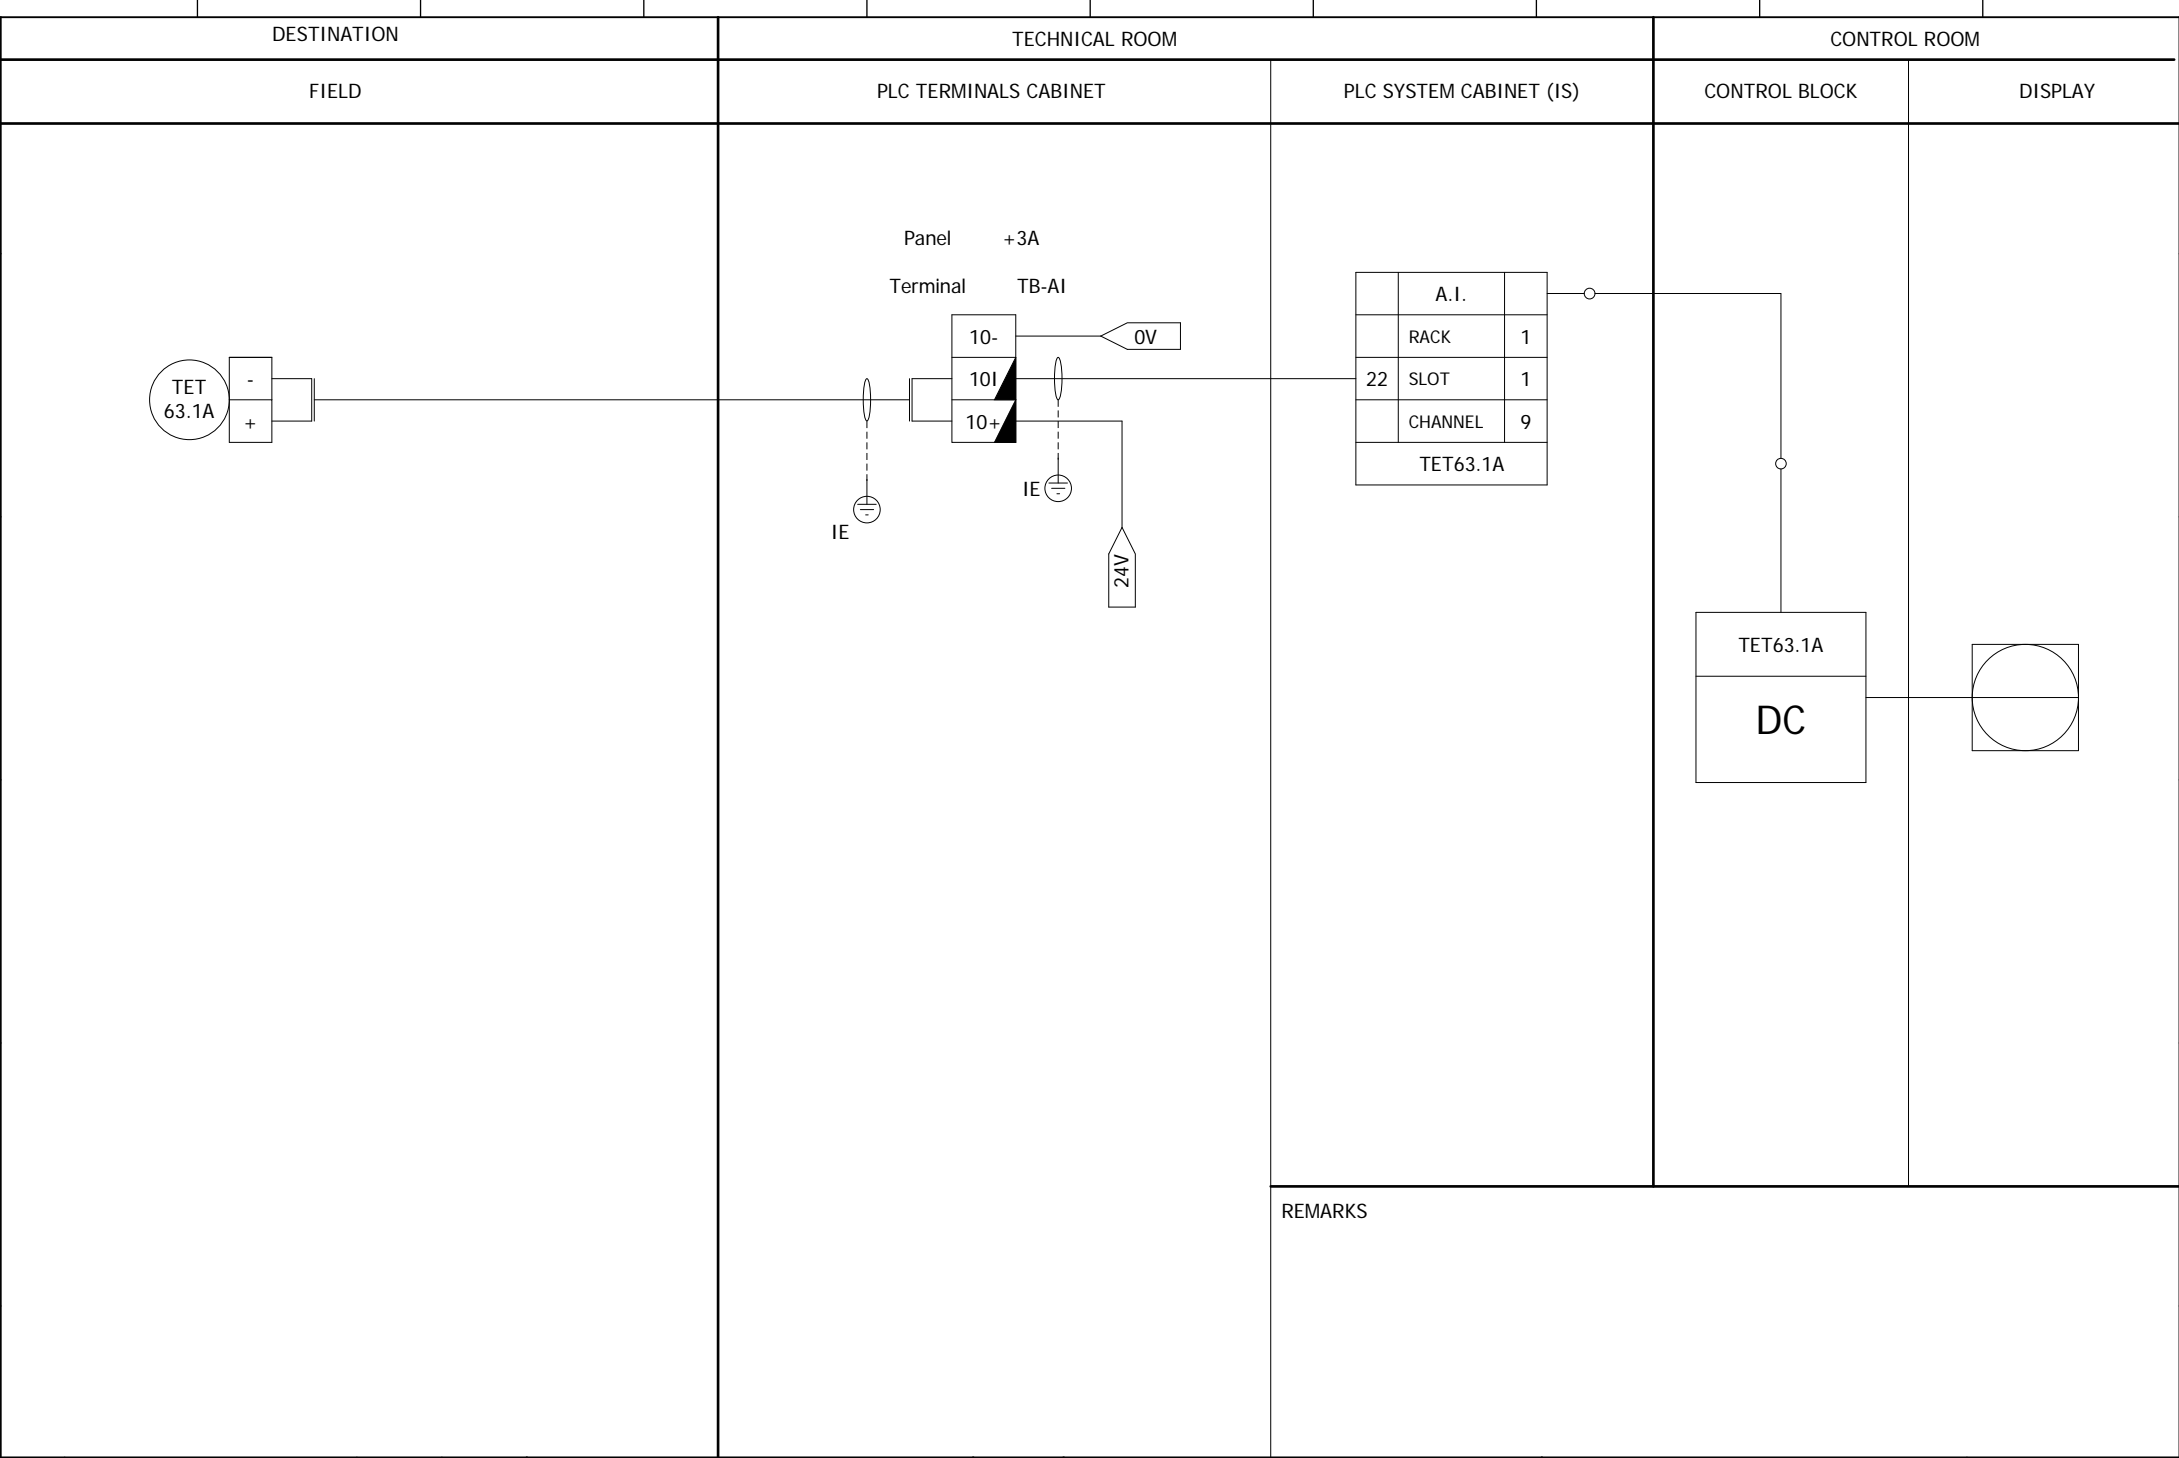 DESTINATION
TECHNICAL ROOM
CONTROL ROOM
FIELD
PLC TERMINALS CABINET
PLC SYSTEM CABINET (IS)
CONTROL BLOCK
DISPLAY
Panel +3A
Terminal TB-AI
TET
63.1A
-
+
10-
10I
10+
0V
24V
IE
IE
A.I.
RACK 1
22 SLOT 1
CHANNEL 9
TET63.1A
TET63.1A
DC
REMARKS